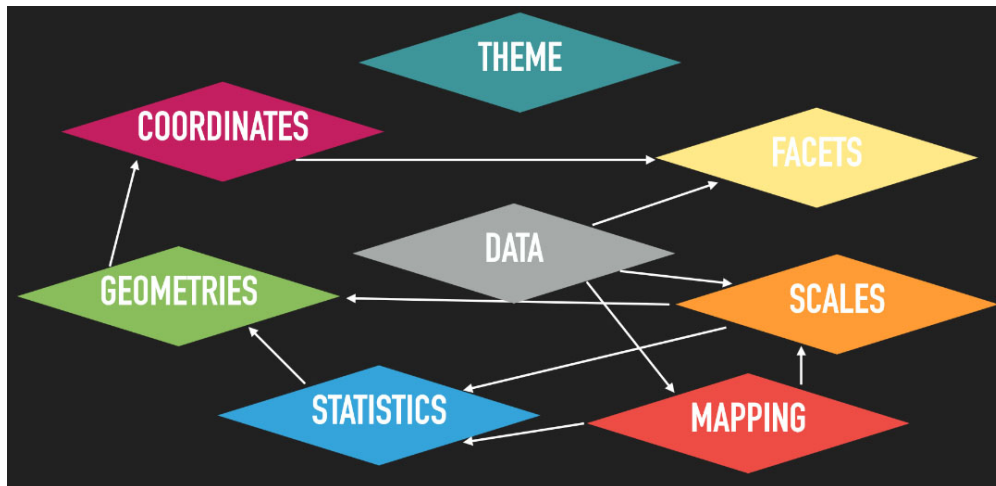 THEME
COORDINATES
FACETS
DATA
GEOMETRIES
SCALES
STATISTICS
MAPPING